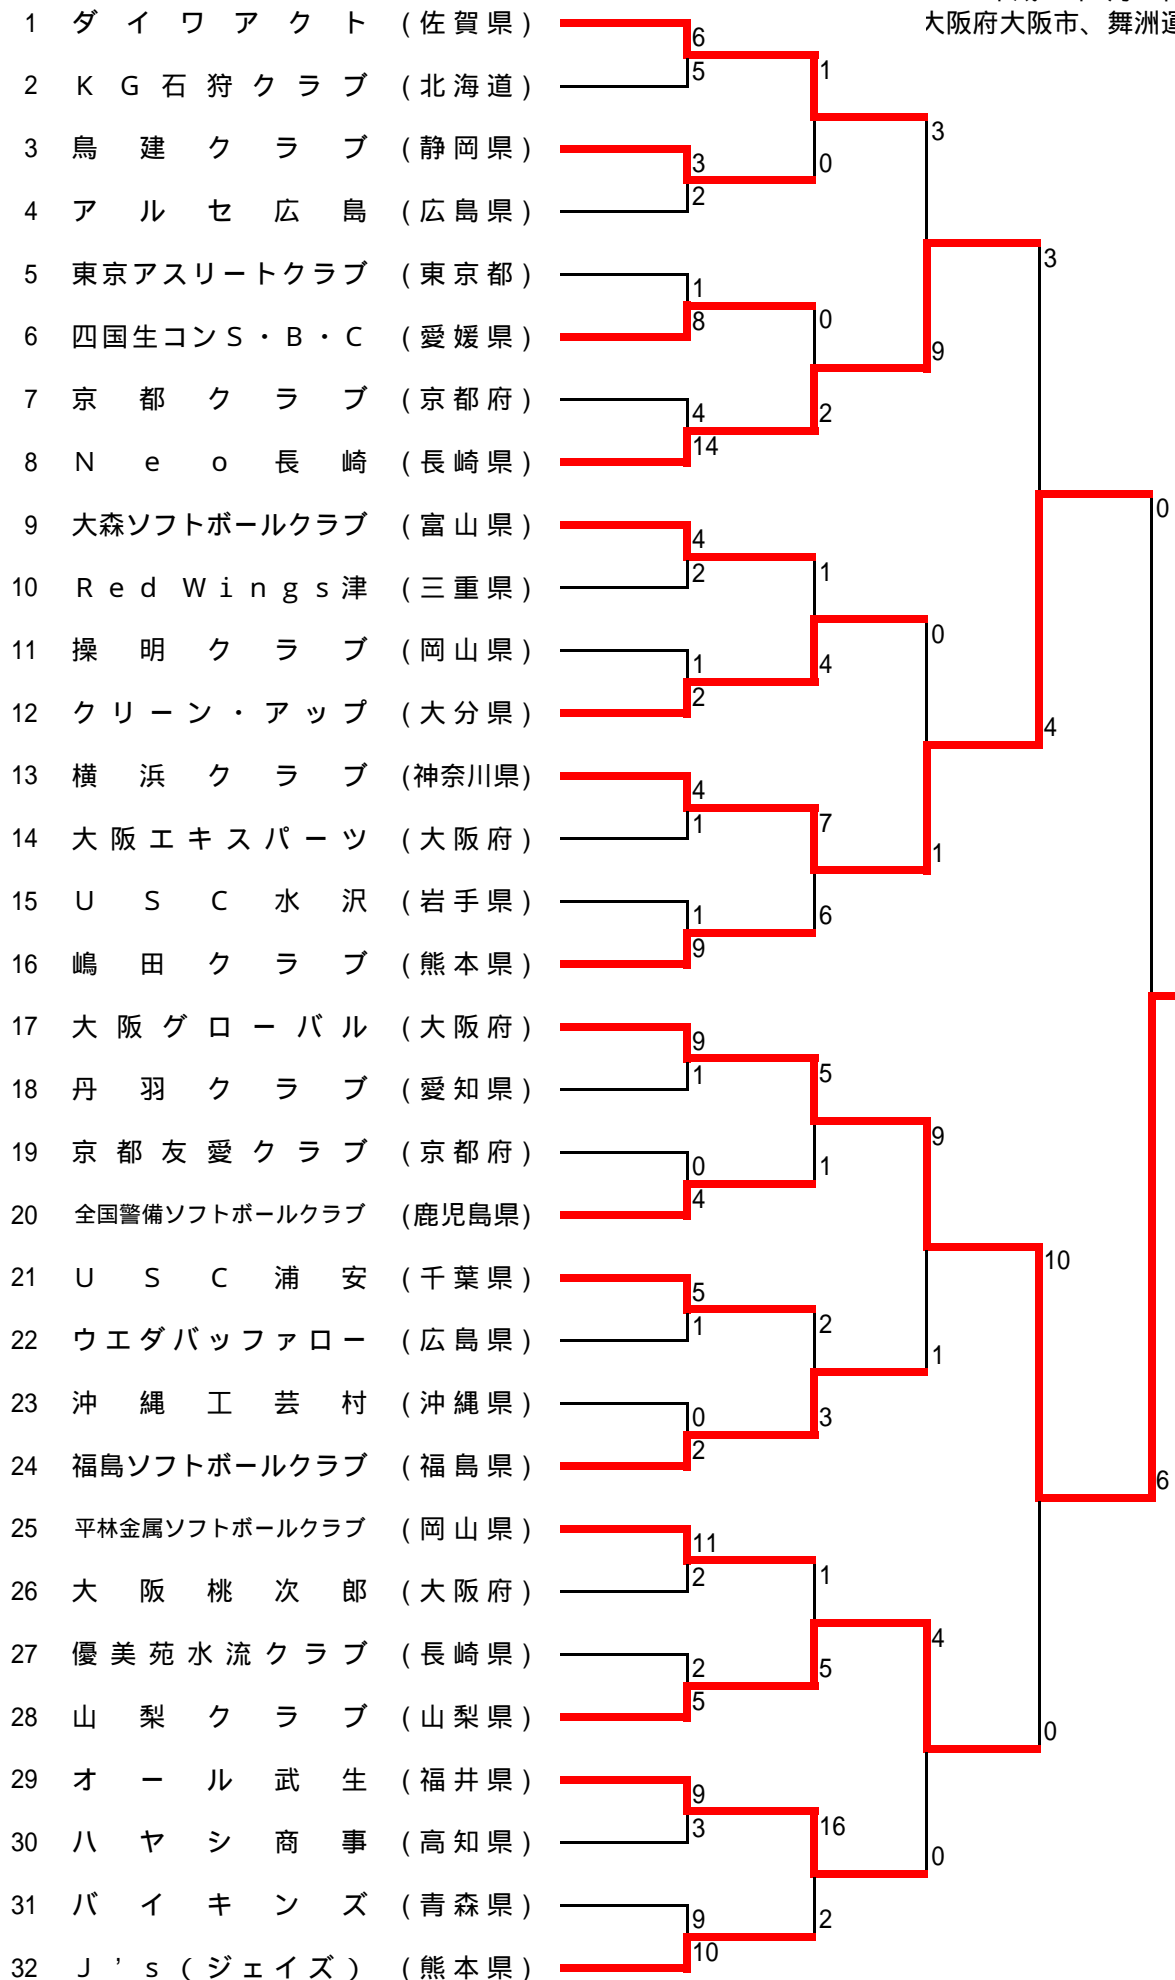 大阪府大阪市、舞洲運
1 ダイワアクト (佐賀県)
2 KG石狩クラブ (北海道)
3 鳥建クラブ (静岡県)
4 アルセ広島 (広島県)
5 東京アスリートクラブ (東京都)
6 四国生コンS・B・C (愛媛県)
7 京都クラブ (京都府)
8 Neo長崎 (長崎県)
9 大森ソフトボールクラブ (富山県)
10 Red Wings津 (三重県)
11 操明クラブ (岡山県)
12 クリーン・アップ (大分県)
13 横浜クラブ (神奈川県)
14 大阪エキスパーツ (大阪府)
15 USC水沢 (岩手県)
16 嶋田クラブ (熊本県)
17 大阪グローバル (大阪府)
18 丹羽クラブ (愛知県)
19 京都友愛クラブ (京都府)
20 全国警備ソフトボールクラブ (鹿児島県)
21 USC浦安 (千葉県)
22 ウエダバッファロー (広島県)
23 沖縄工芸村 (沖縄県)
24 福島ソフトボールクラブ (福島県)
25 平林金属ソフトボールクラブ (岡山県)
26 大阪桃次郎 (大阪府)
27 優美苑水流クラブ (長崎県)
28 山梨クラブ (山梨県)
29 オール武生 (福井県)
30 ハヤシ商事 (高知県)
31 バイキンズ (青森県)
32 J's(ジェイズ) (熊本県)
6
5
3
2
1
8
4
14
4
2
1
2
4
1
1
9
9
1
0
4
5
1
0
2
11
2
2
5
9
3
9
10
1
0
0
2
1
4
7
6
5
1
2
3
1
5
16
2
3
9
0
1
9
1
4
0
3
4
10
0
0
6